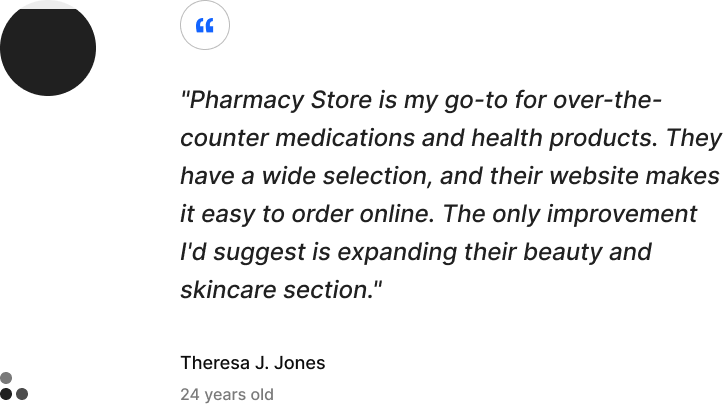 "Pharmacy Store is my go-to for over-the-
counter medications and health products. They
have a wide selection, and their website makes
it easy to order online. The only improvement
I'd suggest is expanding their beauty and
skincare section."
Theresa J. Jones
24 years old